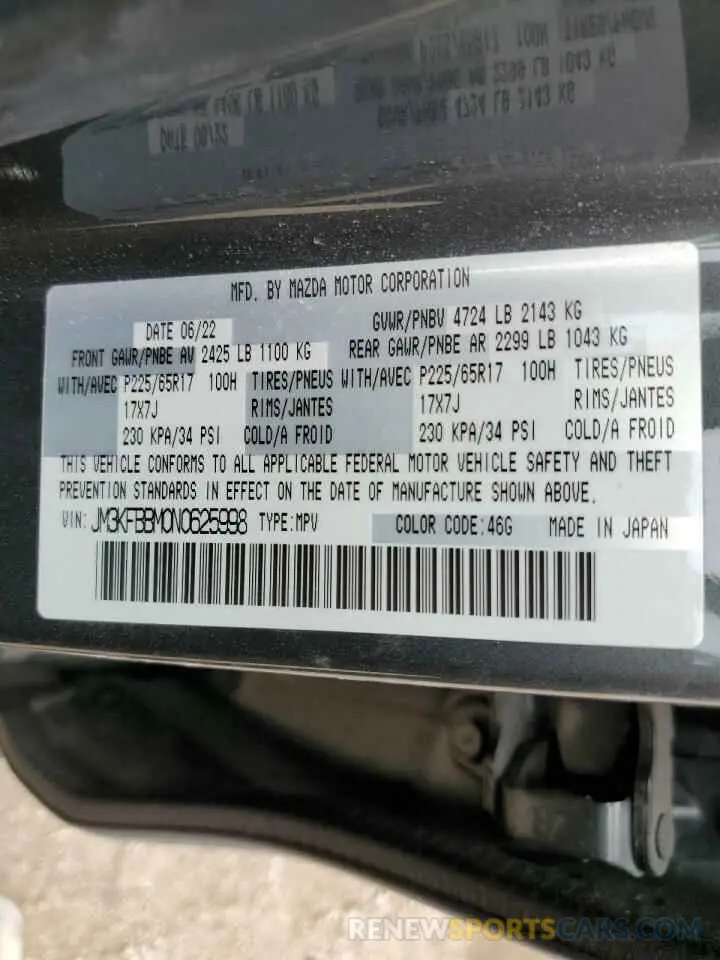 MFD. BY MAZDA MOTOR CORPORATION
DATE 06/22 GVWR/PNBV 4724 LB 2143 KG
FRONT GAWR/PNBE AV 2425 LB 1100 KG REAR GAWR/PNBE AR 2299 LB 1043 KG
WITH/AVEC P225/65R17 100H TIRES/PNEUS WITH/AVEC P225/65R17 100H TIRES/PNEUS
17X7J RIMS/JANTES 17X7J RIMS/JANTES
230 KPA/34 PSI COLD/A FROID 230 KPA/34 PSI COLD/A FROID
THIS VEHICLE CONFORMS TO ALL APPLICABLE FEDERAL MOTOR VEHICLE SAFETY AND THEFT
PREVENTION STANDARDS IN EFFECT ON THE DATE OF MANUFACTURE SHOWN ABOVE.
VIN: JM3KFBBM0N0625998 TYPE:MPV COLOR CODE:46G MADE IN JAPAN
RENEWSPORTSCARS.COM